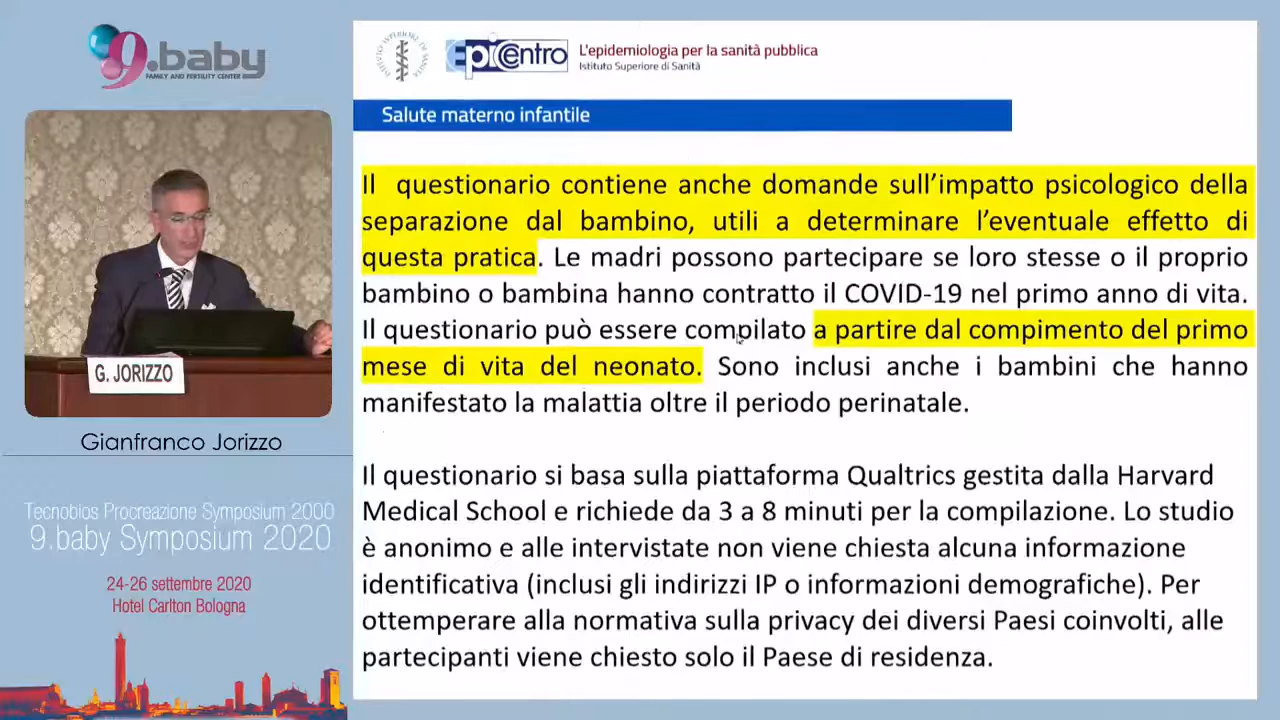 9.baby
FAMILY AND FERTILITY CENTER
G. JORIZZO
Gianfranco Jorizzo
Tecnobios Procreazione Symposium 2000
9.baby Symposium 2020
24-26 settembre 2020
Hotel Carlton Bologna
ISTITUTO SUPERIORE DI SANITÀ
EpiCentro
L'epidemiologia per la sanità pubblica
Istituto Superiore di Sanità
Salute materno infantile
Il questionario contiene anche domande sull'impatto psicologico della
separazione dal bambino, utili a determinare l'eventuale effetto di
questa pratica. Le madri possono partecipare se loro stesse o il proprio
bambino o bambina hanno contratto il COVID-19 nel primo anno di vita.
Il questionario può essere compilato a partire dal compimento del primo
mese di vita del neonato. Sono inclusi anche i bambini che hanno
manifestato la malattia oltre il periodo perinatale.
Il questionario si basa sulla piattaforma Qualtrics gestita dalla Harvard
Medical School e richiede da 3 a 8 minuti per la compilazione. Lo studio
è anonimo e alle intervistate non viene chiesta alcuna informazione
identificativa (inclusi gli indirizzi IP o informazioni demografiche). Per
ottemperare alla normativa sulla privacy dei diversi Paesi coinvolti, alle
partecipanti viene chiesto solo il Paese di residenza.